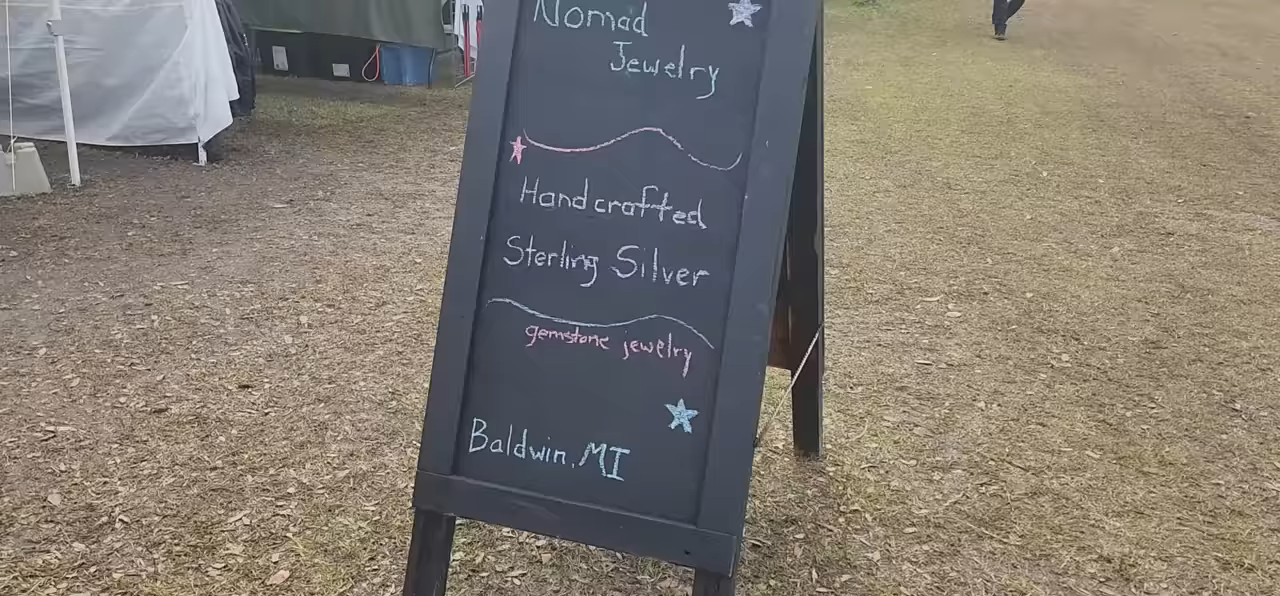 Nomad
Jewelry
Handcrafted
Sterling Silver
gemstone jewelry
Baldwin, MI